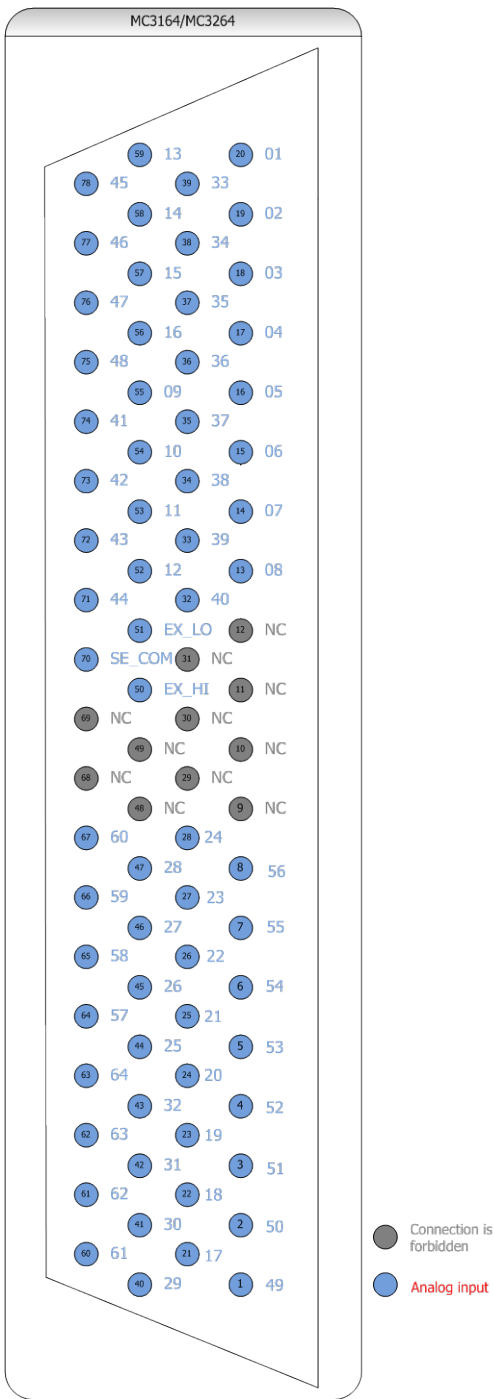 MC3164/MC3264
59 13 20 01
78 45 39 33
58 14 19 02
77 46 38 34
57 15 18 03
76 47 37 35
56 16 17 04
75 48 36 36
55 09 16 05
74 41 35 37
54 10 15 06
73 42 34 38
53 11 14 07
72 43 33 39
52 12 13 08
71 44 32 40
51 EX_LO 12 NC
70 SE_COM 31 NC
50 EX_HI 11 NC
69 NC 30 NC
49 NC 10 NC
68 NC 29 NC
48 NC 9 NC
67 60 28 24
47 28 8 56
66 59 27 23
46 27 7 55
65 58 26 22
45 26 6 54
64 57 25 21
44 25 5 53
63 64 24 20
43 32 4 52
62 63 23 19
42 31 3 51
61 62 22 18
41 30 2 50
60 61 21 17
40 29 1 49
Connection is
forbidden
Analog input